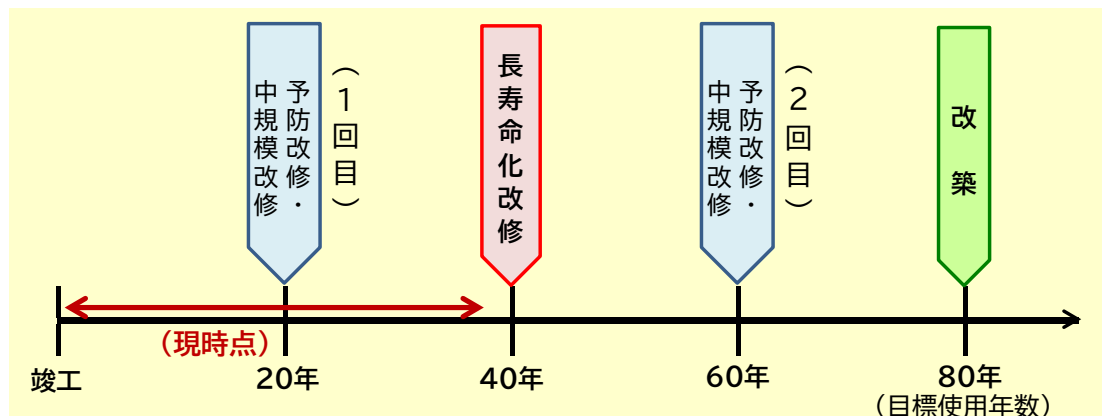 予防改修・
中規模改修
（１回目）
長寿命化改修
予防改修・
中規模改修
（２回目）
改築
（現時点）
竣工
20年
40年
60年
80年
（目標使用年数）